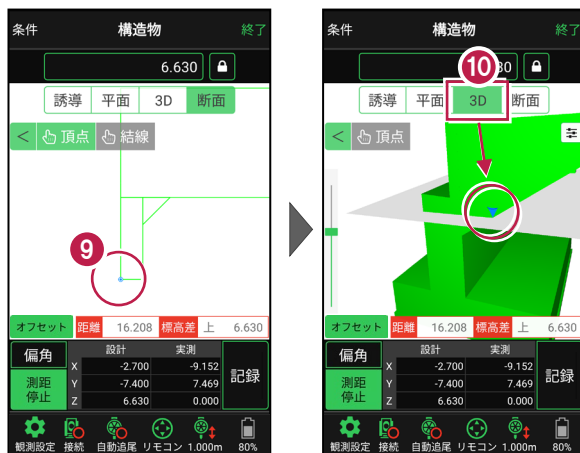 条件 構造物 終了
6.630
誘導 平面 3D 断面
< 頂点 結線
9
オフセット 距離 16.208 標高差 上 6.630
偏角 設計 実測
X -2.700 -9.152
測距停止 Y -7.400 7.469 記録
Z 6.630 0.000
観測設定 接続 自動追尾 リモコン 1.000m 80%
条件 構造物 終了
10 30
誘導 平面 3D 断面
< 頂点
オフセット 距離 16.208 標高差 上 6.630
偏角 設計 実測
X -2.700 -9.152
測距停止 Y -7.400 7.469 記録
Z 6.630 0.000
観測設定 接続 自動追尾 リモコン 1.000m 80%